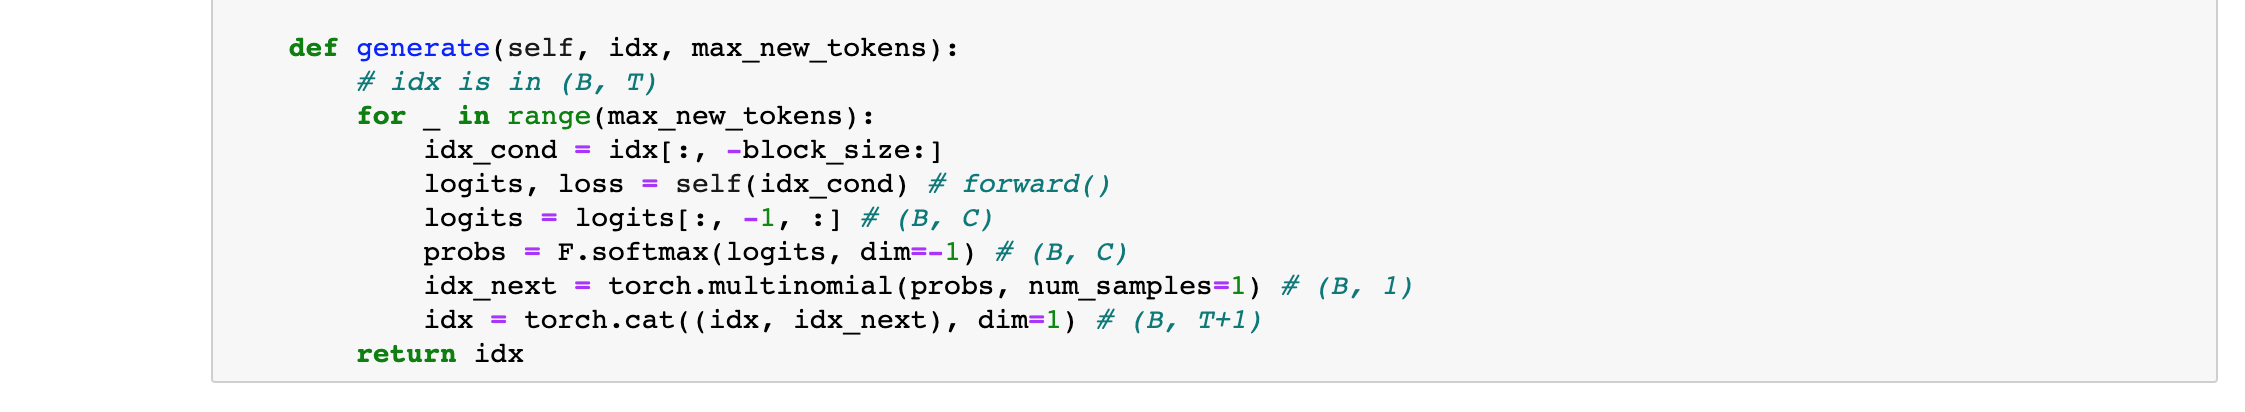 def generate(self, idx, max_new_tokens):
    # idx is in (B, T)
    for _ in range(max_new_tokens):
        idx_cond = idx[:, -block_size:]
        logits, loss = self(idx_cond) # forward()
        logits = logits[:, -1, :] # (B, C)
        probs = F.softmax(logits, dim=-1) # (B, C)
        idx_next = torch.multinomial(probs, num_samples=1) # (B, 1)
        idx = torch.cat((idx, idx_next), dim=1) # (B, T+1)
    return idx